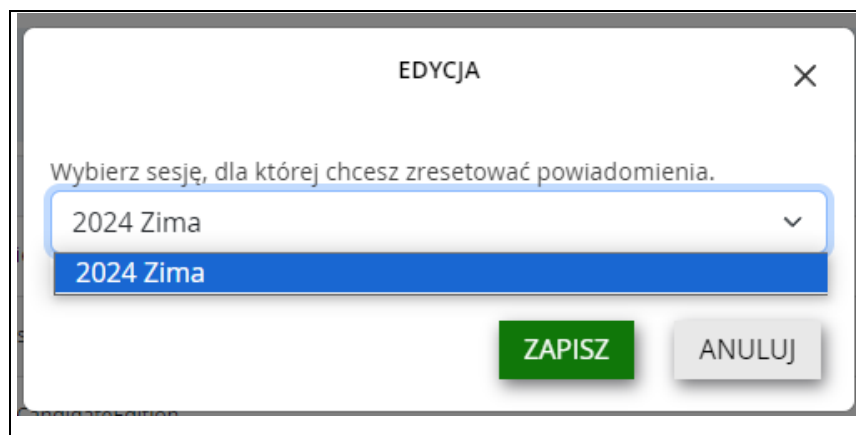 EDYCJA
Wybierz sesję, dla której chcesz zresetować powiadomienia.
2024 Zima
2024 Zima
ZAPISZ ANULUJ